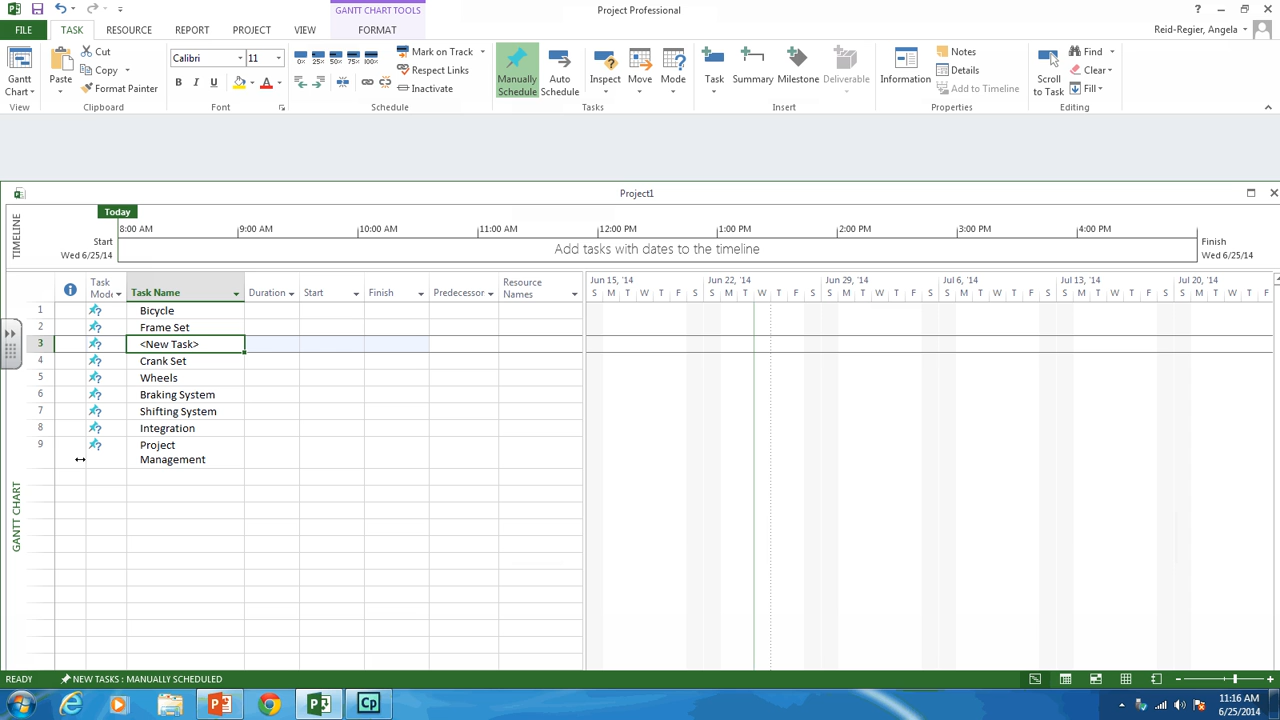 GANTT CHART TOOLS
Project Professional
FILE TASK RESOURCE REPORT PROJECT VIEW FORMAT
Reid-Regier, Angela
Gantt Chart
View
Paste
Cut
Copy
Format Painter
Clipboard
Calibri 11
B I U A
Font
0% 25% 50% 75% 100%
Mark on Track
Respect Links
Inactivate
Schedule
Manually Schedule
Auto Schedule
Inspect
Move
Mode
Tasks
Task
Summary
Milestone
Deliverable
Insert
Information
Notes
Details
Add to Timeline
Properties
Scroll to Task
Find
Clear
Fill
Editing
Project1
TIMELINE
Today
8:00 AM 9:00 AM 10:00 AM 11:00 AM 12:00 PM 1:00 PM 2:00 PM 3:00 PM 4:00 PM
Start
Wed 6/25/14
Add tasks with dates to the timeline
Finish
Wed 6/25/14
Task Mode Task Name Duration Start Finish Predecessor Resource Names
Jun 15, '14 Jun 22, '14 Jun 29, '14 Jul 6, '14 Jul 13, '14 Jul 20, '14
S M T W T F S S M T W T F S S M T W T F S S M T W T F S S M T W T F S S M T W T F
1 Bicycle
2 Frame Set
3 <New Task>
4 Crank Set
5 Wheels
6 Braking System
7 Shifting System
8 Integration
9 Project
Management
GANTT CHART
READY NEW TASKS : MANUALLY SCHEDULED
Cp
11:16 AM
6/25/2014